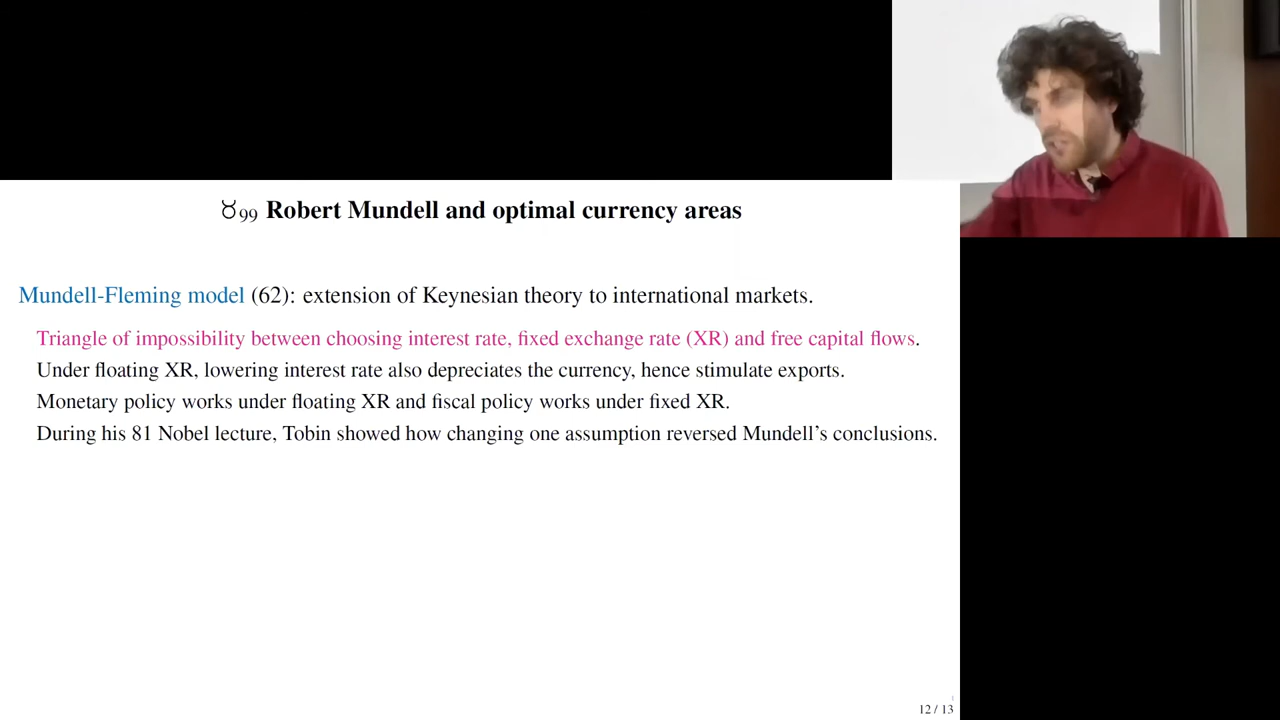 ♉99 Robert Mundell and optimal currency areas
Mundell-Fleming model (62): extension of Keynesian theory to international markets.
Triangle of impossibility between choosing interest rate, fixed exchange rate (XR) and free capital flows.
Under floating XR, lowering interest rate also depreciates the currency, hence stimulate exports.
Monetary policy works under floating XR and fiscal policy works under fixed XR.
During his 81 Nobel lecture, Tobin showed how changing one assumption reversed Mundell's conclusions.
12 / 13